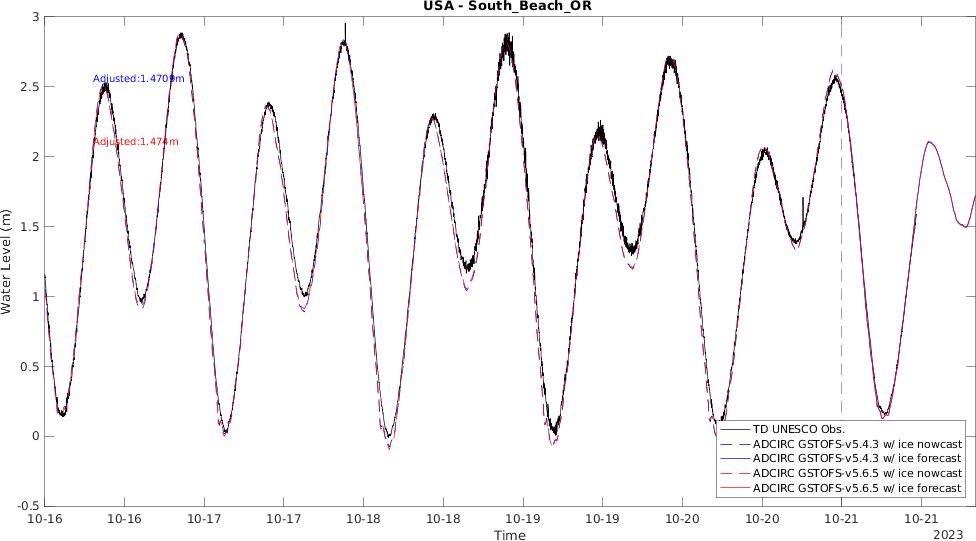 USA - South_Beach_OR
3
2.5
2
1.5
1
0.5
0
-0.5
Water Level (m)
Adjusted:1.4709m
Adjusted:1.474m
TD UNESCO Obs.
ADCIRC GSTOFS-v5.4.3 w/ ice nowcast
ADCIRC GSTOFS-v5.4.3 w/ ice forecast
ADCIRC GSTOFS-v5.6.5 w/ ice nowcast
ADCIRC GSTOFS-v5.6.5 w/ ice forecast
10-16 10-16 10-17 10-17 10-18 10-18 10-19 10-19 10-20 10-20 10-21 10-21
Time
2023